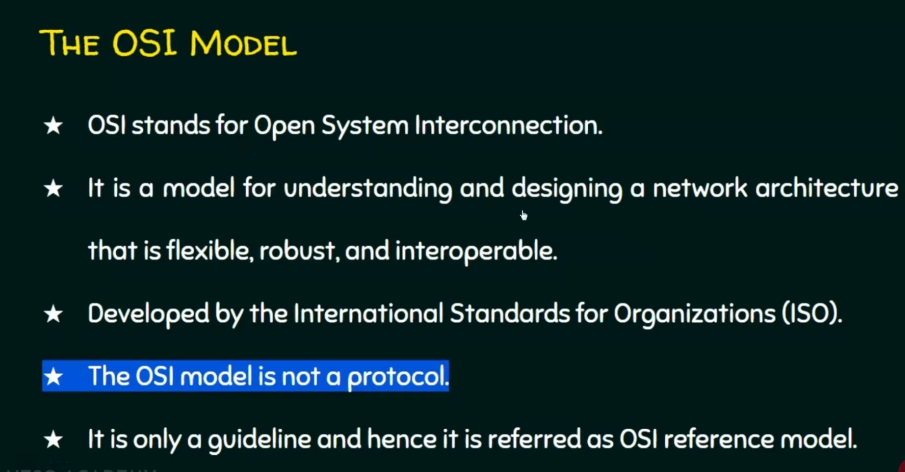 The OSI Model
★ OSI stands for Open System Interconnection.
★ It is a model for understanding and designing a network architecture
that is flexible, robust, and interoperable.
★ Developed by the International Standards for Organizations (ISO).
★ The OSI model is not a protocol.
★ It is only a guideline and hence it is referred as OSI reference model.